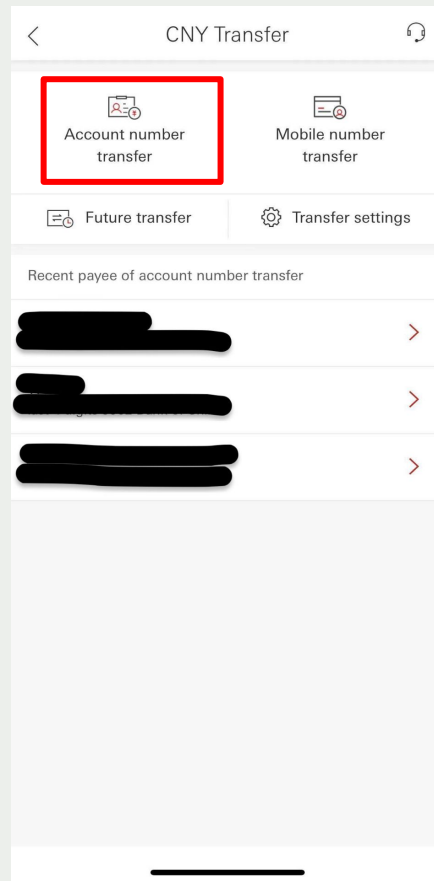 CNY Transfer
Account number
transfer
Mobile number
transfer
Future transfer
Transfer settings
Recent payee of account number transfer